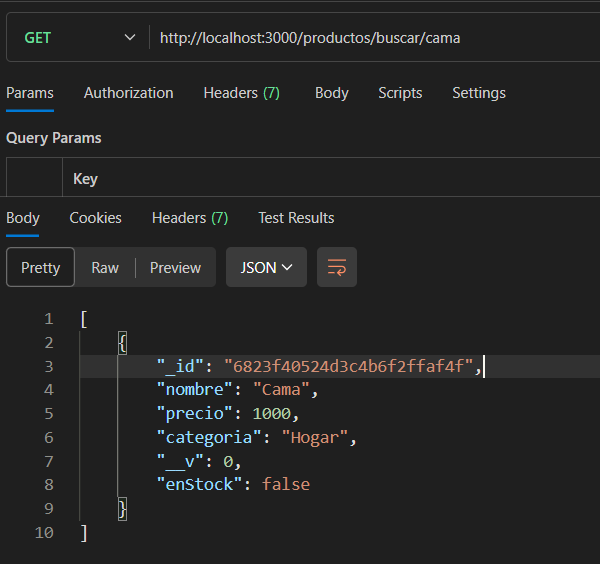 GET http://localhost:3000/productos/buscar/cama
Params Authorization Headers (7) Body Scripts Settings
Query Params
Key
Body Cookies Headers (7) Test Results
Pretty Raw Preview JSON
1 [
2 {
3 "_id": "6823f40524d3c4b6f2ffaf4f",
4 "nombre": "Cama",
5 "precio": 1000,
6 "categoria": "Hogar",
7 "__v": 0,
8 "enStock": false
9 }
10 ]